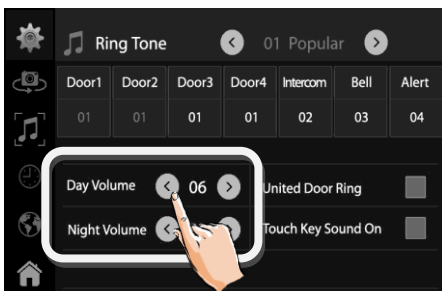 Ring Tone 01 Popular
Door1 Door2 Door3 Door4 Intercom Bell Alert
01 01 01 01 02 03 04
Day Volume 06 United Door Ring
Night Volume Touch Key Sound On